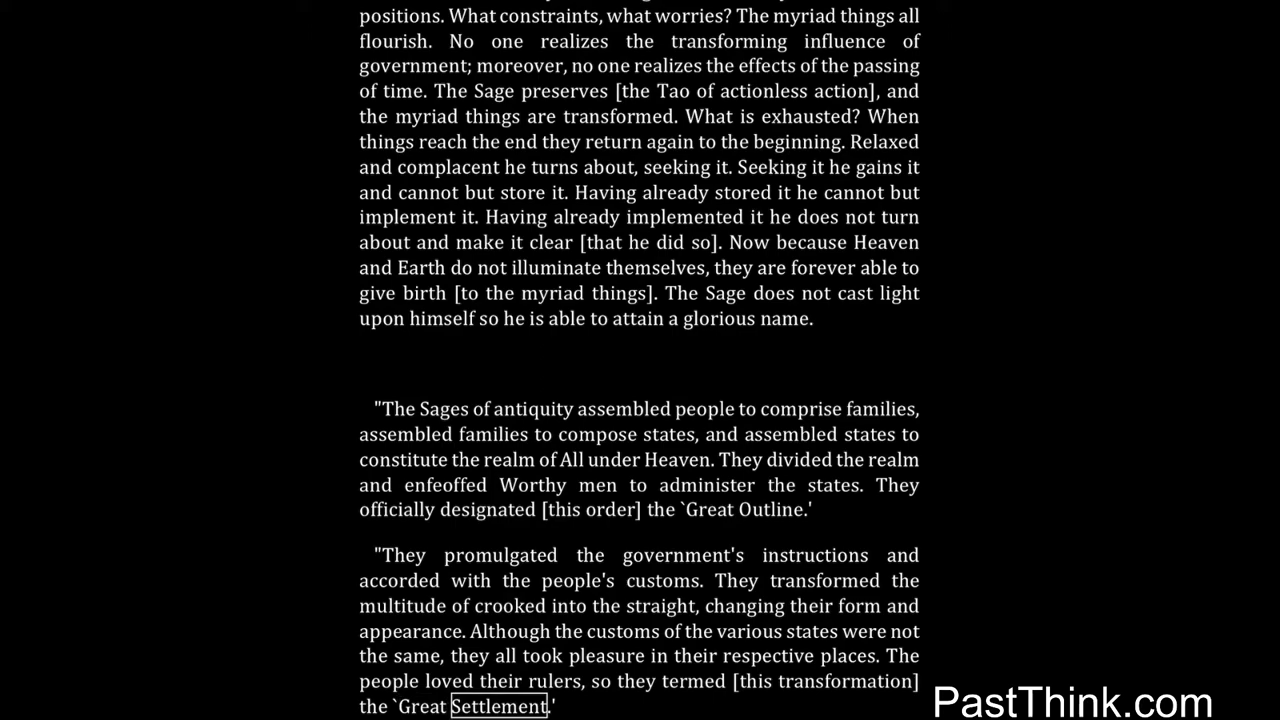 positions. What constraints, what worries? The myriad things all
flourish. No one realizes the transforming influence of
government; moreover, no one realizes the effects of the passing
of time. The Sage preserves [the Tao of actionless action], and
the myriad things are transformed. What is exhausted? When
things reach the end they return again to the beginning. Relaxed
and complacent he turns about, seeking it. Seeking it he gains it
and cannot but store it. Having already stored it he cannot but
implement it. Having already implemented it he does not turn
about and make it clear [that he did so]. Now because Heaven
and Earth do not illuminate themselves, they are forever able to
give birth [to the myriad things]. The Sage does not cast light
upon himself so he is able to attain a glorious name.
"The Sages of antiquity assembled people to comprise families,
assembled families to compose states, and assembled states to
constitute the realm of All under Heaven. They divided the realm
and enfeoffed Worthy men to administer the states. They
officially designated [this order] the `Great Outline.'
"They promulgated the government's instructions and
accorded with the people's customs. They transformed the
multitude of crooked into the straight, changing their form and
appearance. Although the customs of the various states were not
the same, they all took pleasure in their respective places. The
people loved their rulers, so they termed [this transformation]
the `Great Settlement.'
PastThink.com